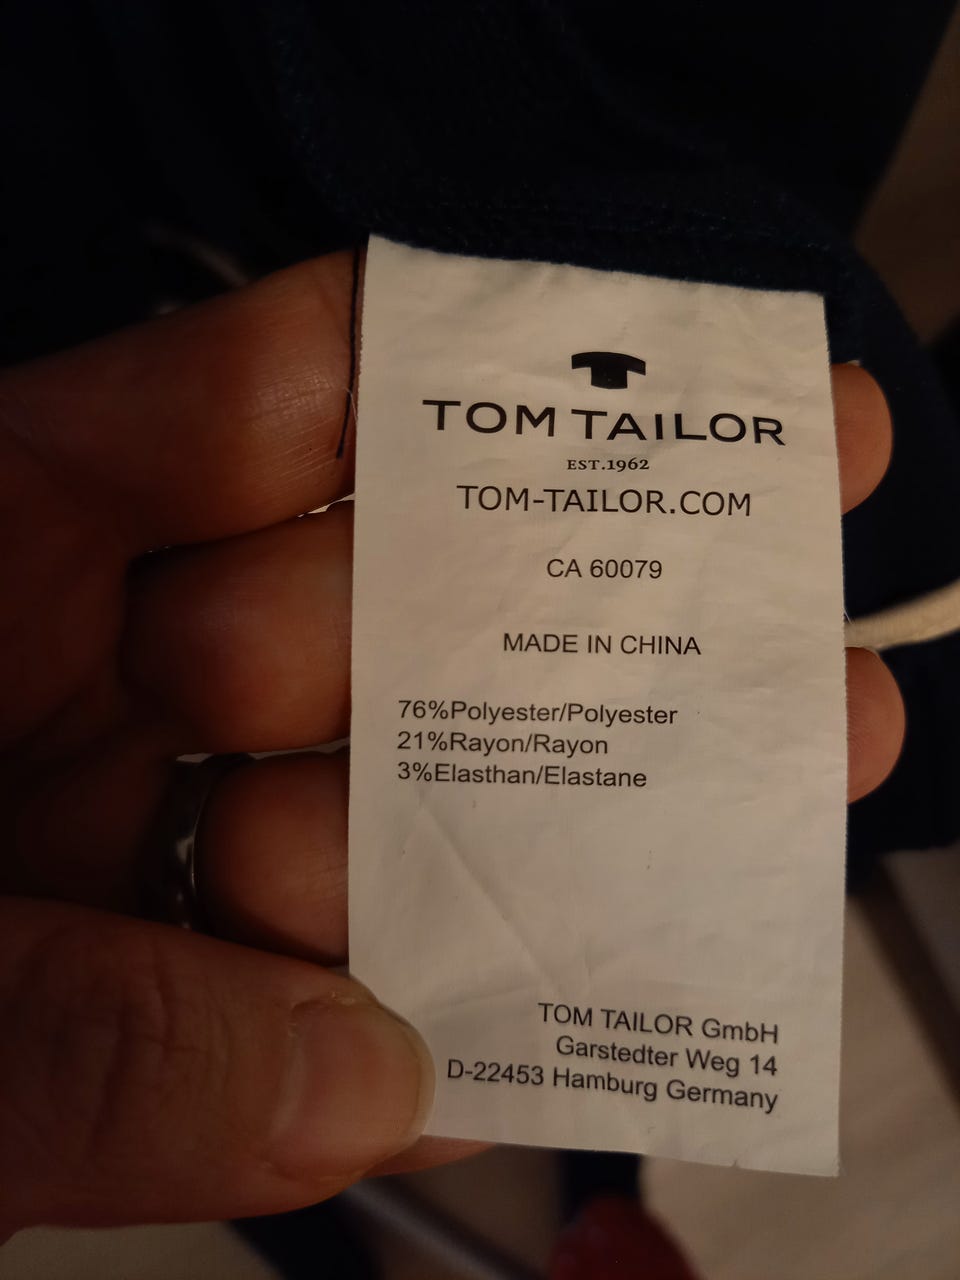 TOM TAILOR
EST.1962
TOM-TAILOR.COM
CA 60079
MADE IN CHINA
76%Polyester/Polyester
21%Rayon/Rayon
3%Elasthan/Elastane
TOM TAILOR GmbH
Garstedter Weg 14
D-22453 Hamburg Germany